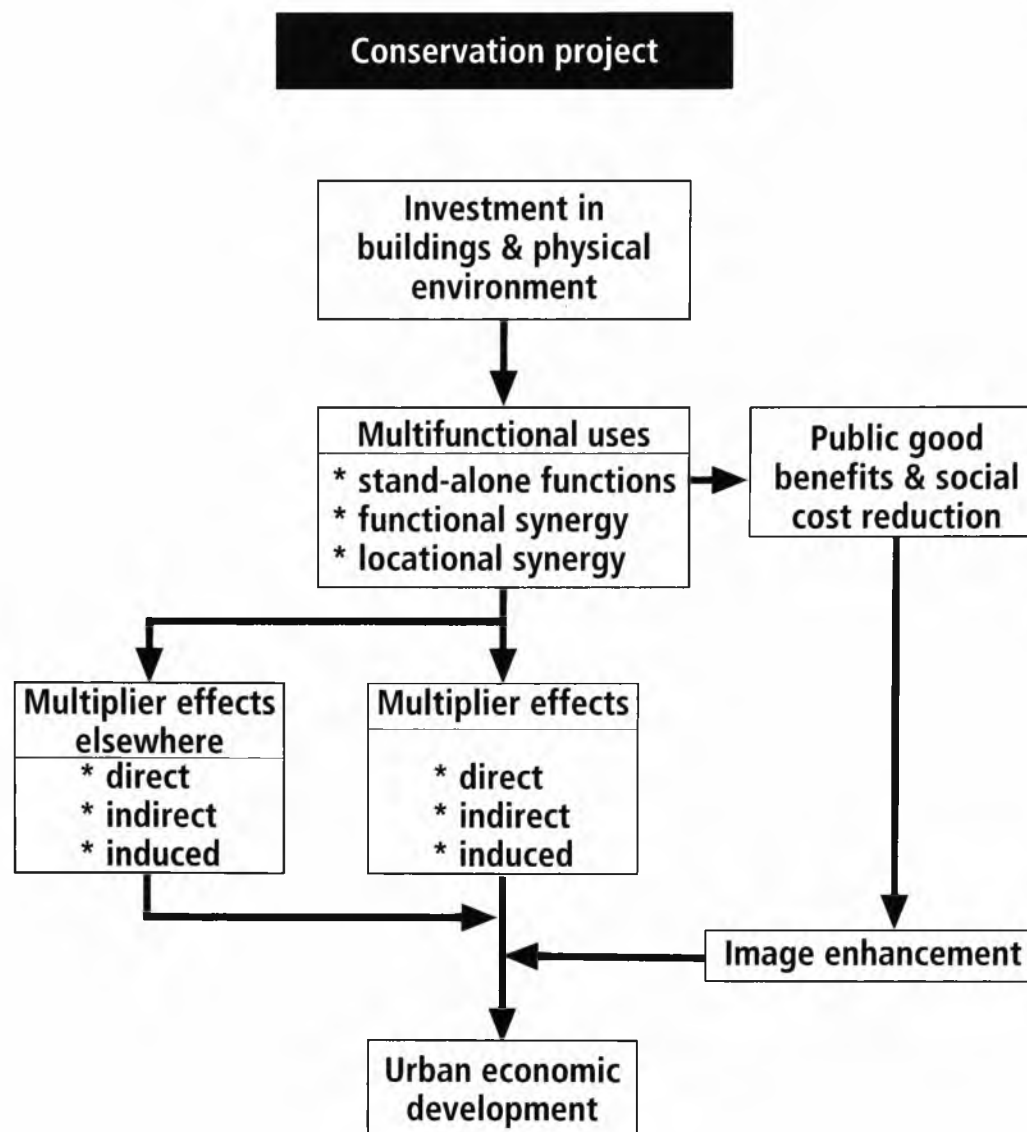 Conservation project
Investment in
buildings & physical
environment
Multifunctional uses
* stand-alone functions
* functional synergy
* locational synergy
Public good
benefits & social
cost reduction
Multiplier effects
elsewhere
* direct
* indirect
* induced
Multiplier effects
* direct
* indirect
* induced
Image enhancement
Urban economic
development